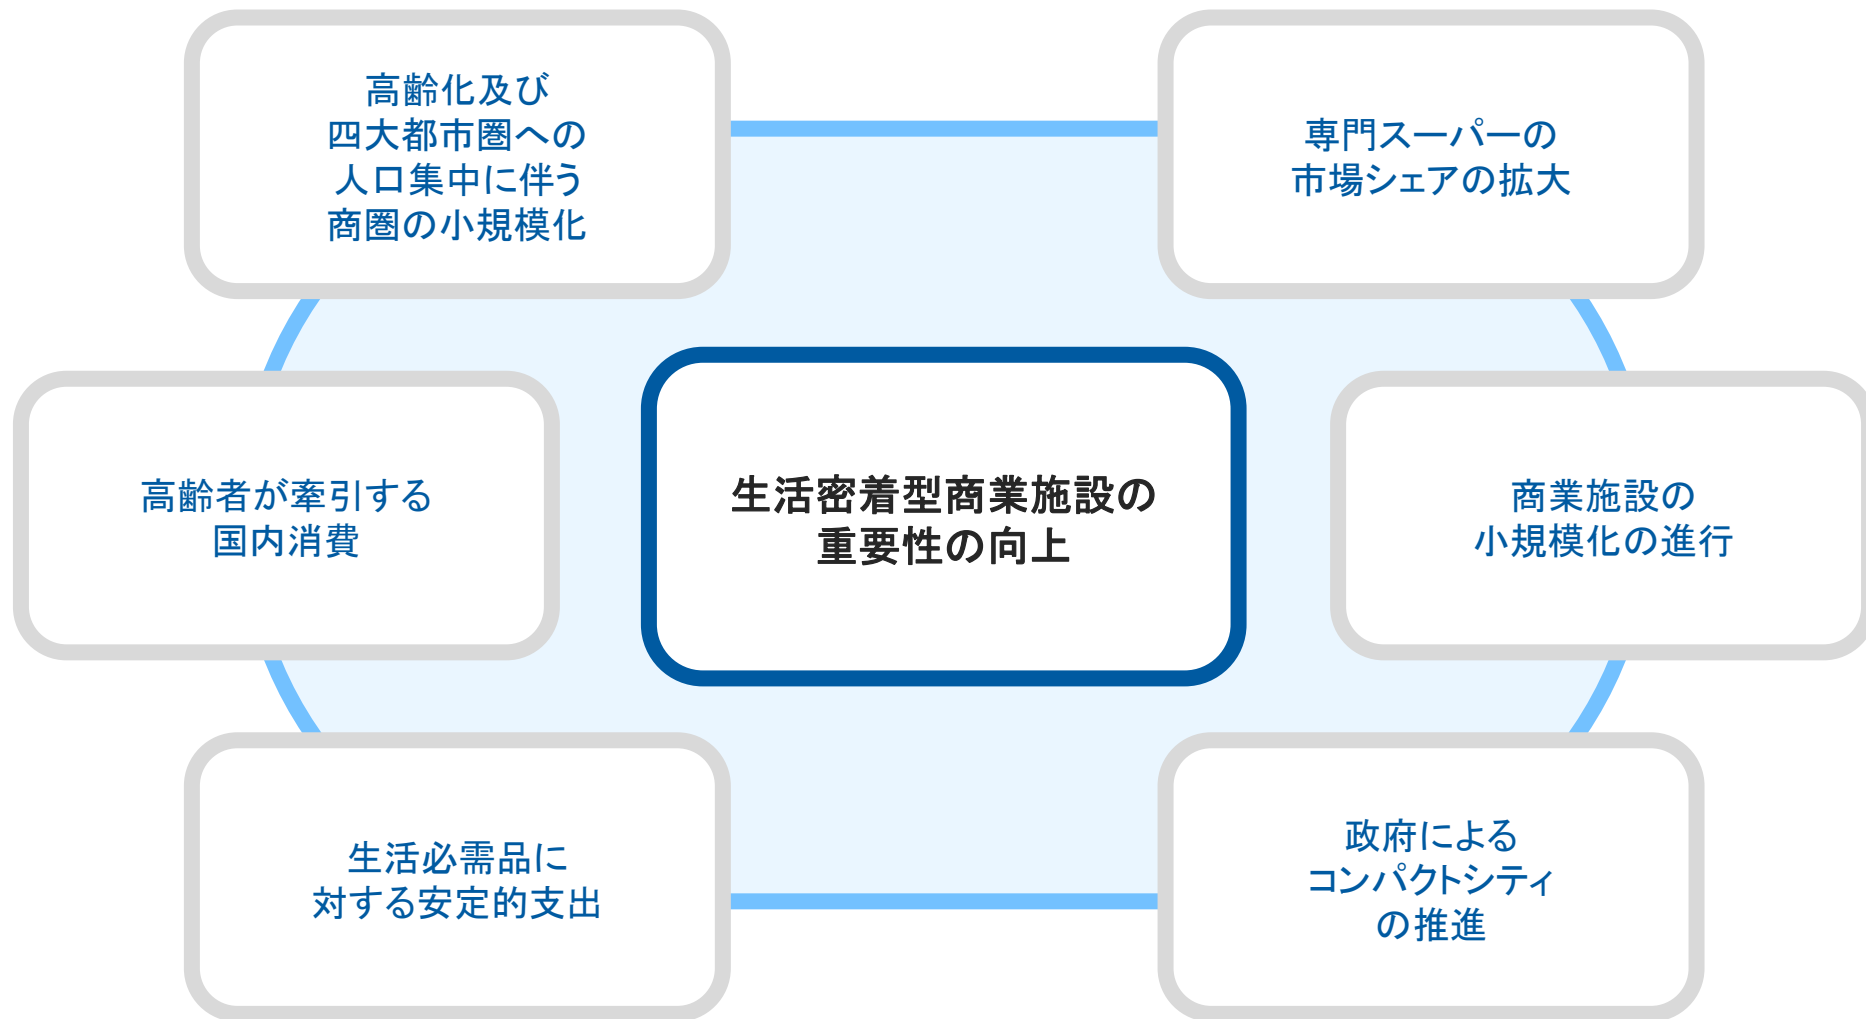 高齢化及び
四大都市圏への
人口集中に伴う
商圏の小規模化
専門スーパーの
市場シェアの拡大
高齢者が牽引する
国内消費
生活密着型商業施設の
重要性の向上
商業施設の
小規模化の進行
生活必需品に
対する安定的支出
政府による
コンパクトシティ
の推進